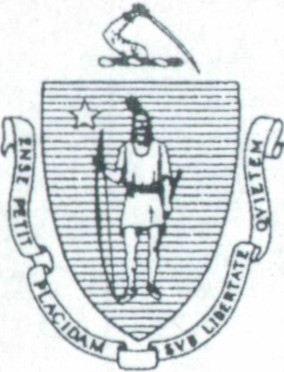 ENSE PETIT
PLACIDAM
SVB LIBERTATE
QVIETEM